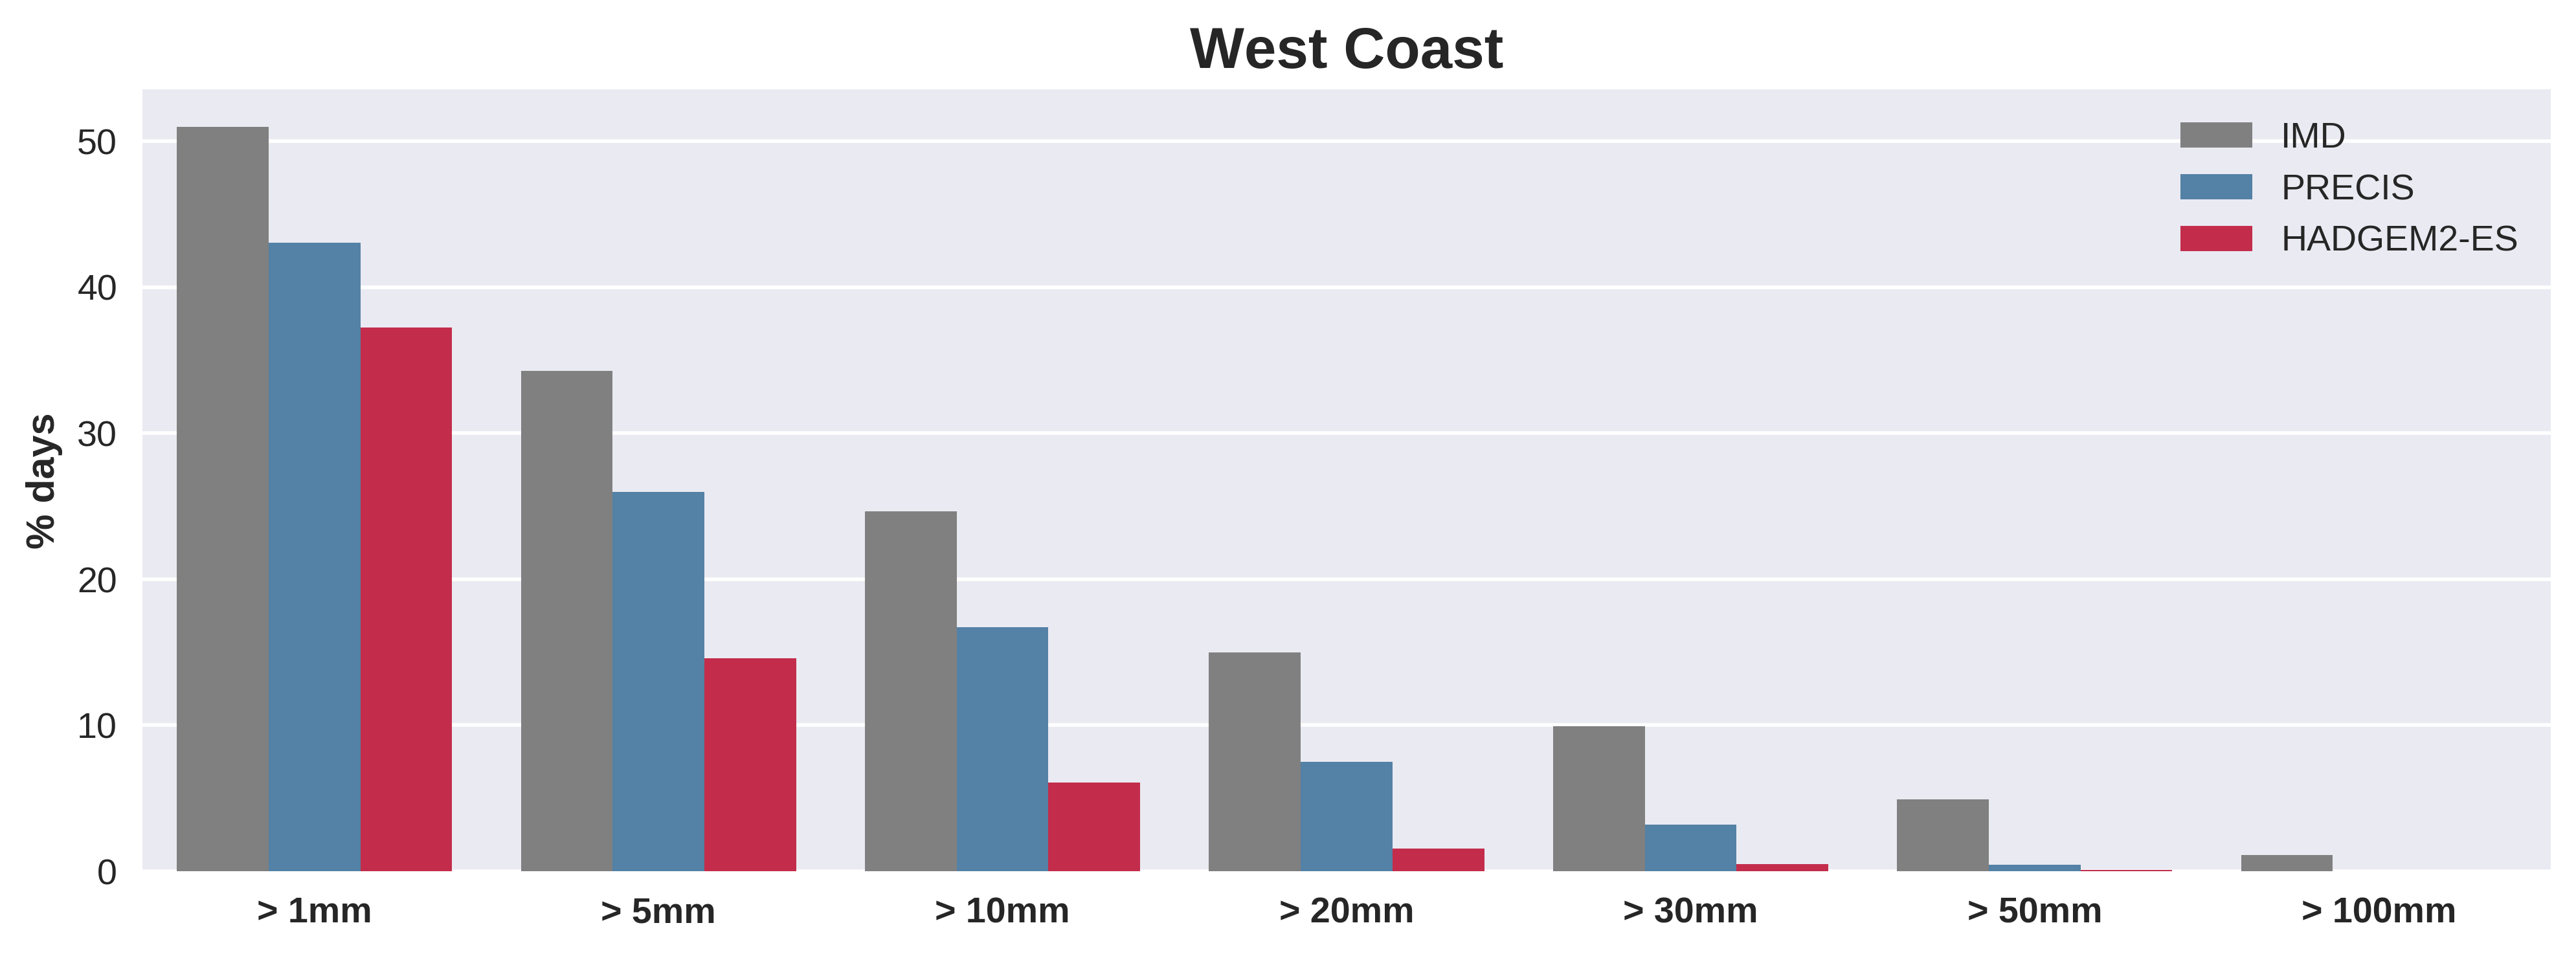 West Coast
IMD
PRECIS
HADGEM2-ES
% days
50
40
30
20
10
0
> 1mm
> 5mm
> 10mm
> 20mm
> 30mm
> 50mm
> 100mm